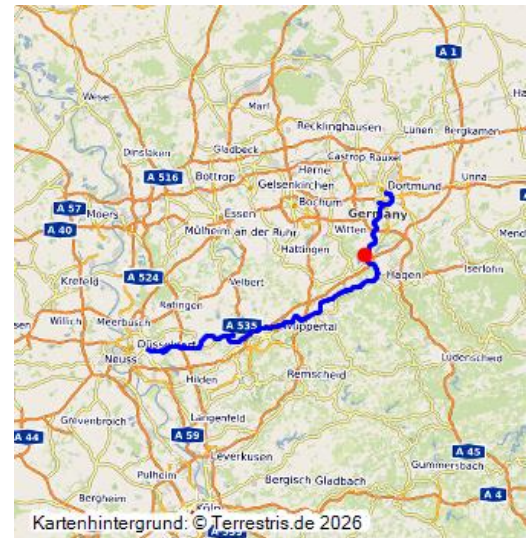 A 1
Wesel
Marl
Recklinghausen
Lünen
Bergkamen
Ha
Dinslaken
Gladbeck
Castrop Rauxel
A 516
Bottrop
Herne
Unna
A 57
Gelsenkirchen
Dortmund
Moers
Essen
Bochum
Germany
A 40
Mülheim an der Ruhr
Witten
Hattingen
A 524
Krefeld
Velbert
Hagen
Iserlohn
Ratingen
Willich
Meerbusch
A 535
Düsseldorf
Wuppertal
Neuss
Lüdenscheid
Hilden
Remscheid
Grevenbroich
Langenfeld
A 44
A 59
A 45
Leverkusen
Gummersbach
Pulheim
Bergisch Gladbach
A 4
Bergheim
Köln
Kartenhintergrund: © Terrestris.de 2026